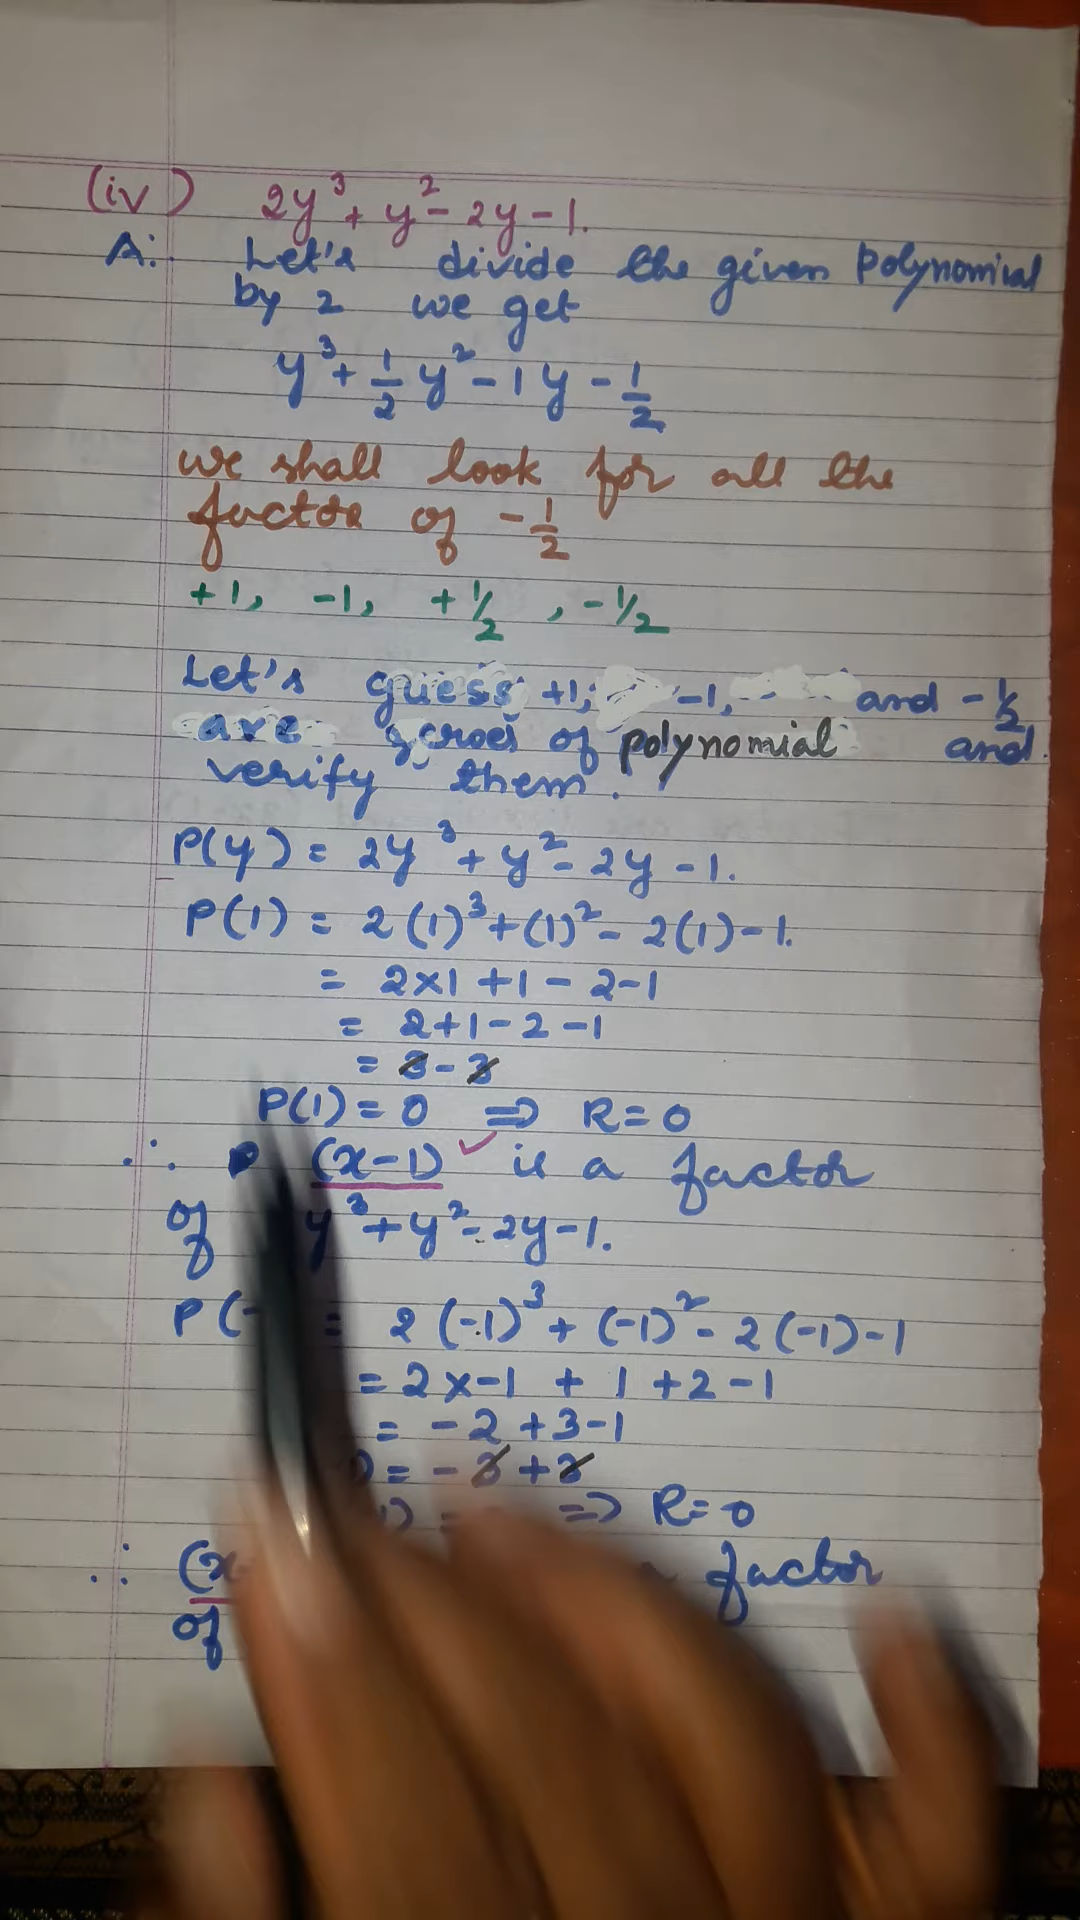 (iv) 2y³ + y² - 2y - 1.
A:. Let's divide the given polynomial
by 2 we get
y³ + 1/2 y² - 1y - 1/2
we shall look for all the
factors of - 1/2
+1, -1, +1/2, -1/2
Let's guess +1, -1, and -1/2
are zeroes of polynomial and
verify them.
P(y) = 2y³ + y² - 2y - 1.
P(1) = 2(1)³ + (1)² - 2(1) - 1.
= 2×1 + 1 - 2 - 1
= 2 + 1 - 2 - 1
= 3 - 3
P(1) = 0 ⇒ R = 0
∴ (x-1) ✓ is a factor
of y³ + y² - 2y - 1.
P(- = 2(-1)³ + (-1)² - 2(-1) - 1
= 2×-1 + 1 + 2 - 1
= -2 + 3 - 1
= -3 + 3
⇒ R = 0
∴ (x factor
of